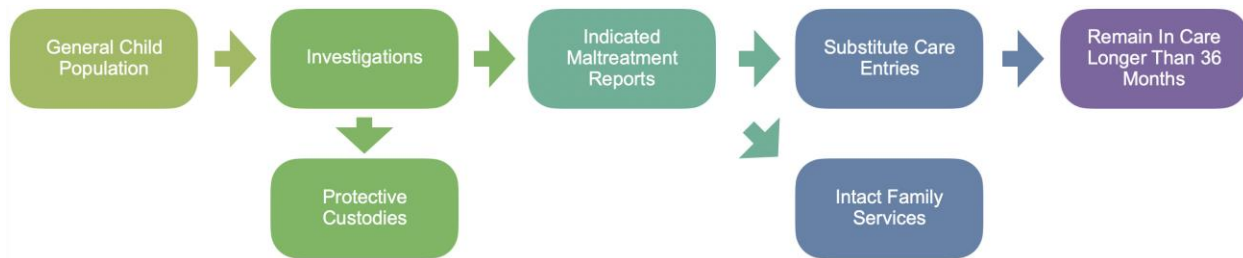 General Child
Population
Investigations
Indicated
Maltreatment
Reports
Substitute Care
Entries
Remain In Care
Longer Than 36
Months
Protective
Custodies
Intact Family
Services